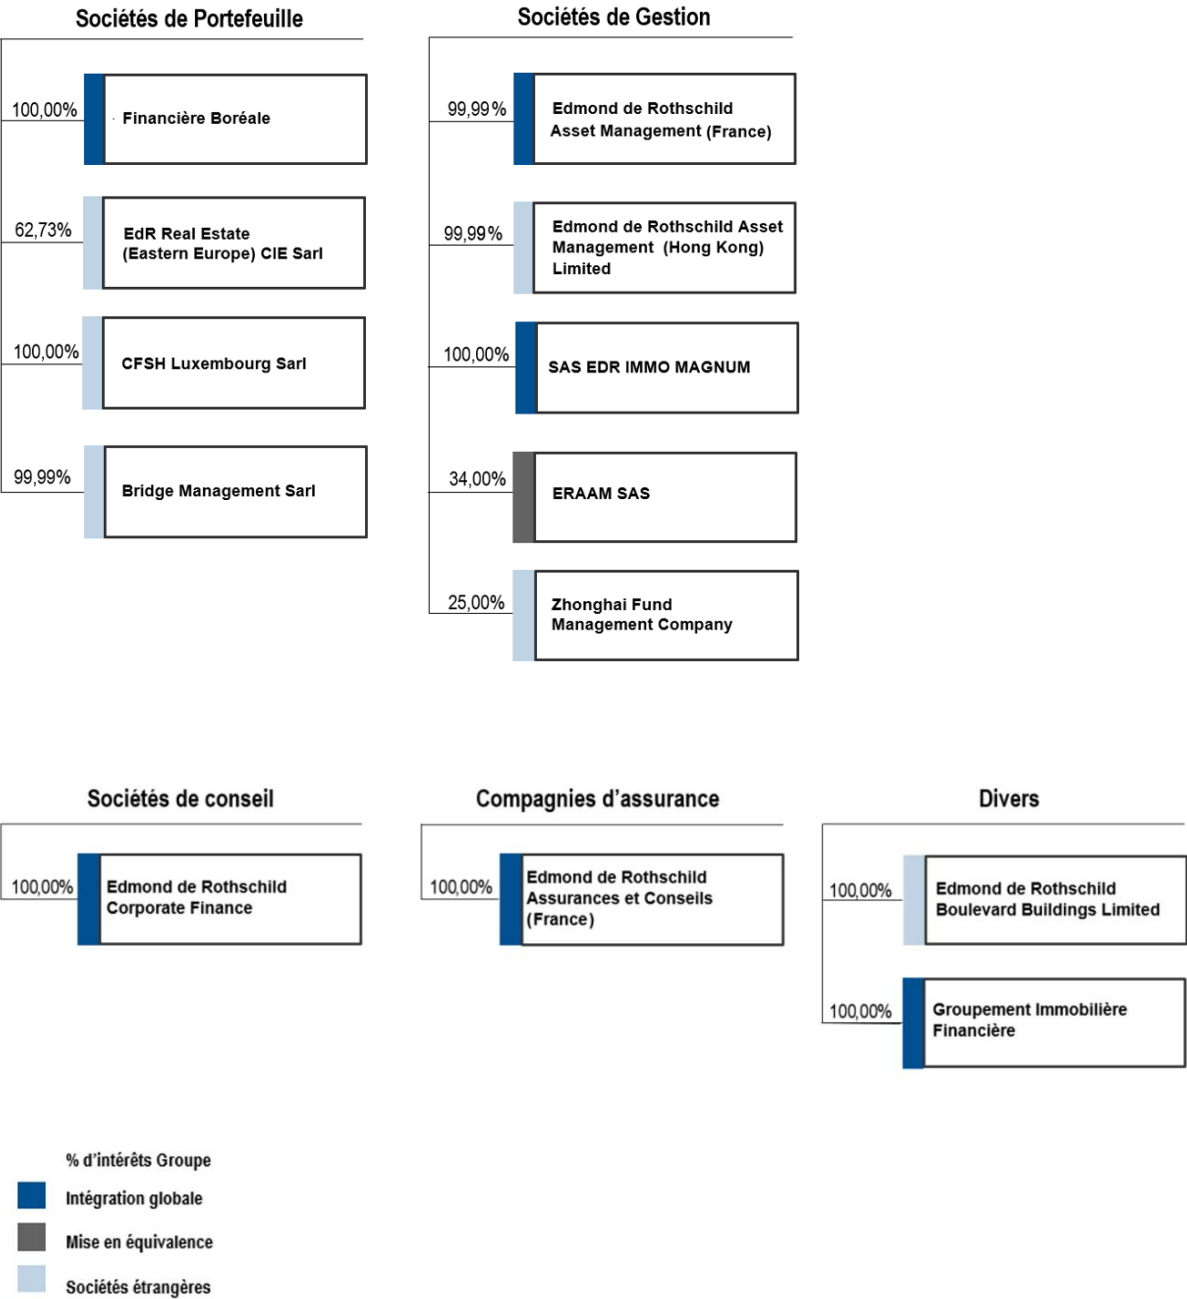 Sociétés de Portefeuille
100,00%
Financière Boréale
62,73%
EdR Real Estate
(Eastern Europe) CIE Sarl
100,00%
CFSH Luxembourg Sarl
99,99%
Bridge Management Sarl
Sociétés de Gestion
99,99%
Edmond de Rothschild
Asset Management (France)
99,99%
Edmond de Rothschild Asset
Management (Hong Kong)
Limited
100,00%
SAS EDR IMMO MAGNUM
34,00%
ERAAM SAS
25,00%
Zhonghai Fund
Management Company
Sociétés de conseil
100,00%
Edmond de Rothschild
Corporate Finance
Compagnies d’assurance
100,00%
Edmond de Rothschild
Assurances et Conseils
(France)
Divers
100,00%
Edmond de Rothschild
Boulevard Buildings Limited
100,00%
Groupement Immobilière
Financière
% d’intérêts Groupe
Intégration globale
Mise en équivalence
Sociétés étrangères